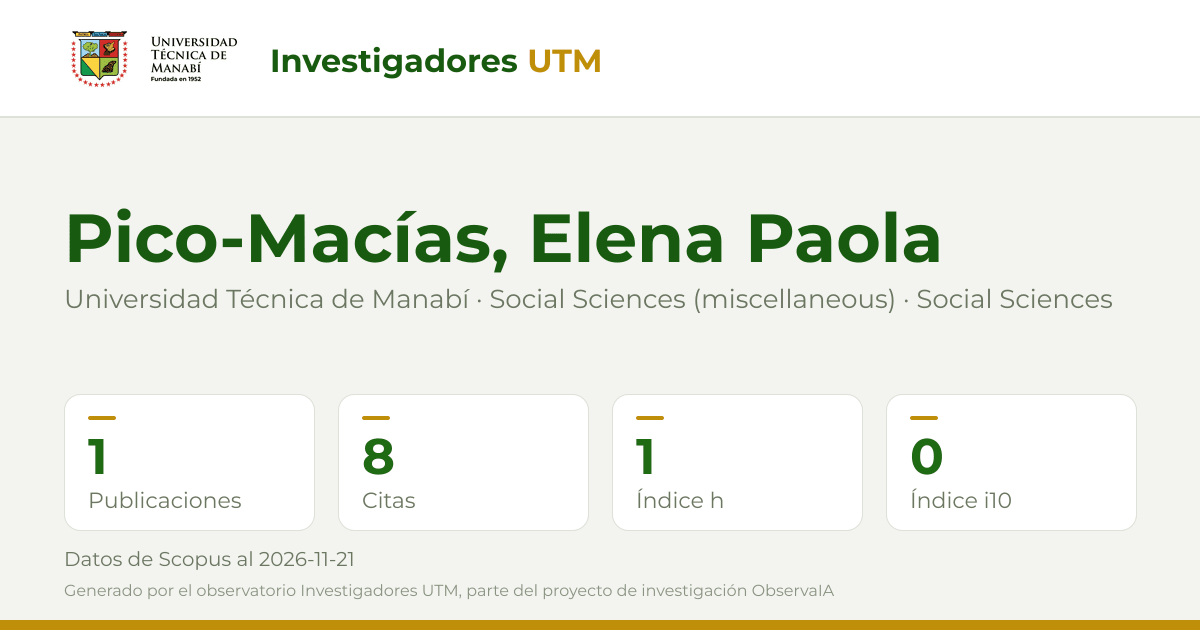 UNIVERSIDAD
TÉCNICA DE
MANABÍ
Fundada en 1952
Investigadores UTM
Pico-Macías, Elena Paola
Universidad Técnica de Manabí · Social Sciences (miscellaneous) · Social Sciences
1
Publicaciones
8
Citas
1
Índice h
0
Índice i10
Datos de Scopus al 2026-11-21
Generado por el observatorio Investigadores UTM, parte del proyecto de investigación ObservaIA